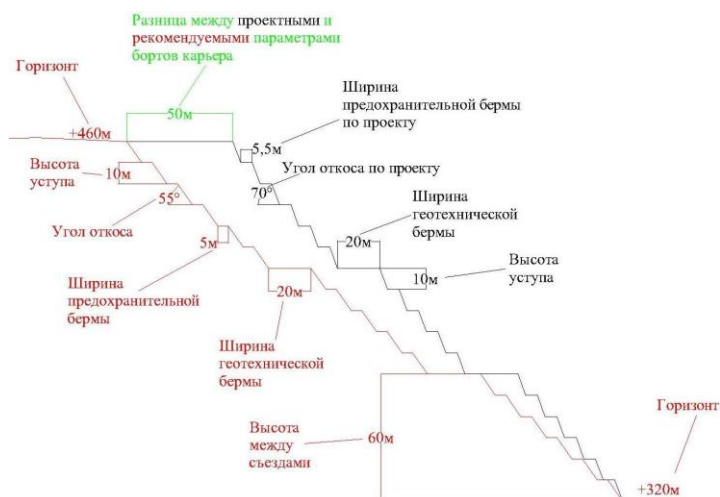 Разница между проектными и
рекомендуемыми параметрами
бортов карьера
Горизонт
50м
+460м
Ширина
предохранительной бермы
по проекту
5,5м
Высота
уступа
10м
Угол откоса по проекту
70°
55°
Угол откоса
Ширина
геотехнической
бермы
5м
20м
Высота
уступа
10м
Ширина
предохранительной
бермы
20м
Ширина
геотехнической
бермы
Высота
между
съездами
60м
Горизонт
+320м